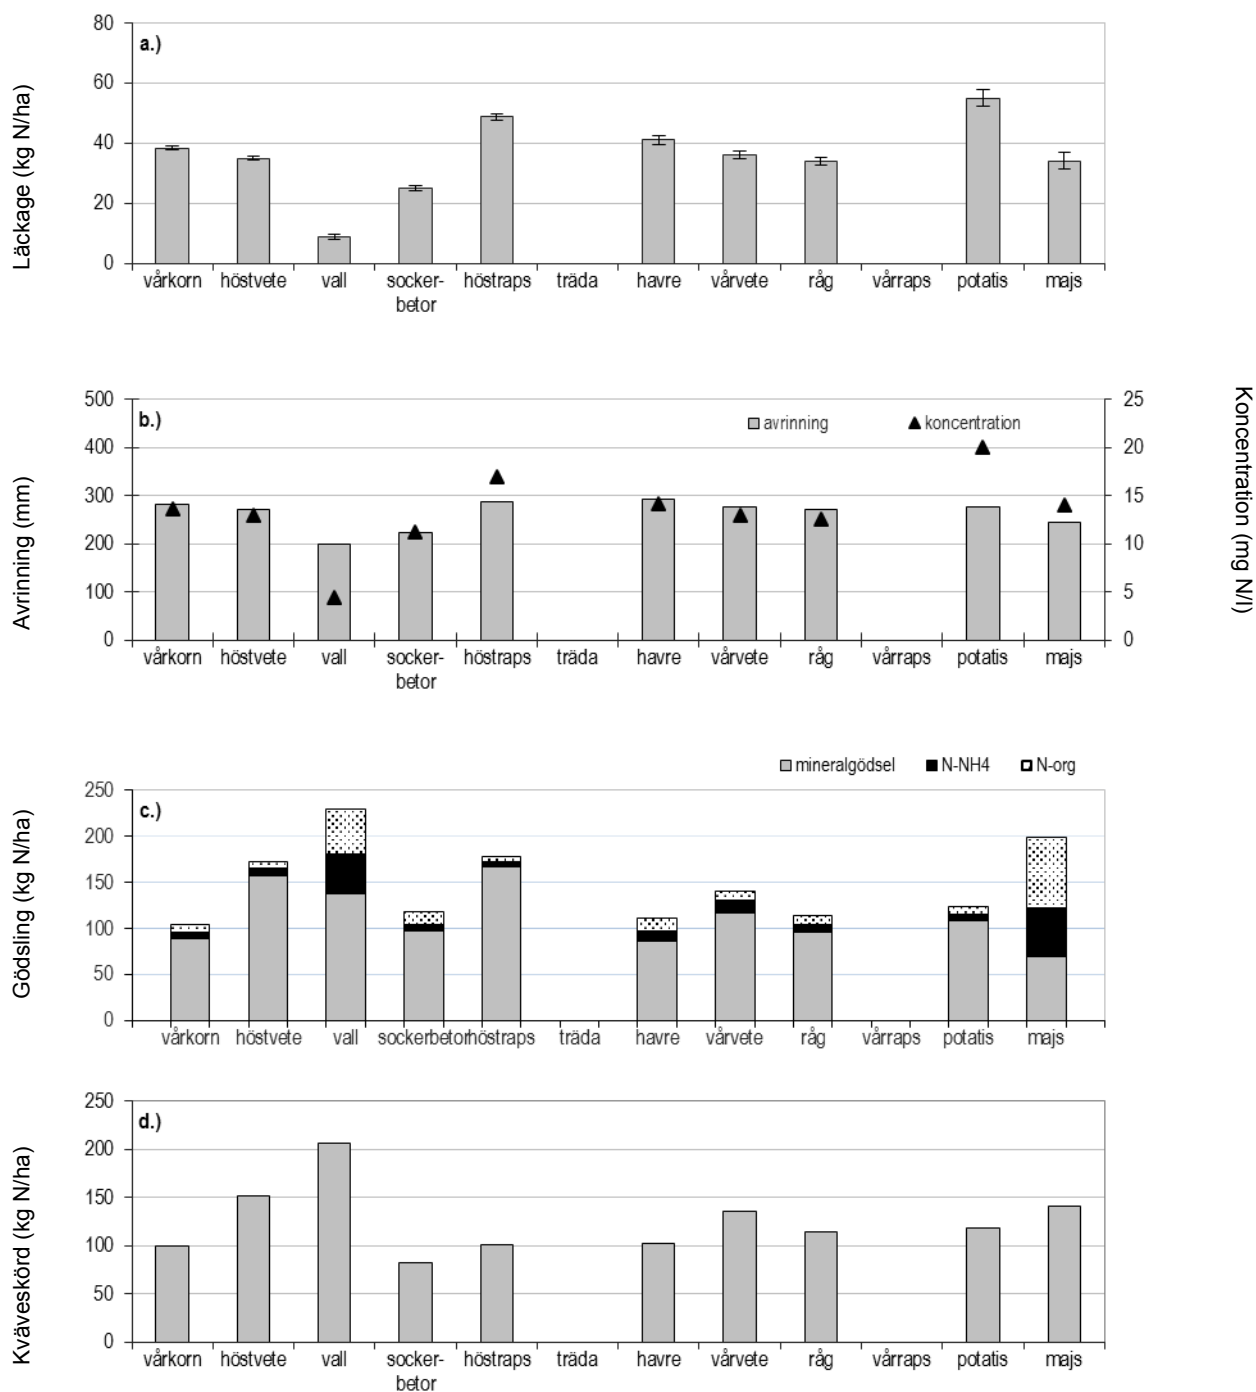 a.)
Läckage (kg N/ha)
80
60
40
20
0
vårkorn höstvete vall socker- höstraps träda havre vårvete råg vårraps potatis majs
betor
b.)
avrinning koncentration
Avrinning (mm)
500
400
300
200
100
0
Koncentration (mg N/l)
25
20
15
10
5
0
vårkorn höstvete vall socker- höstraps träda havre vårvete råg vårraps potatis majs
betor
mineralgödsel N-NH4 N-org
c.)
Gödsling (kg N/ha)
250
200
150
100
50
0
vårkorn höstvete vall sockerbetor höstraps träda havre vårvete råg vårraps potatis majs
d.)
Kväveskörd (kg N/ha)
250
200
150
100
50
0
vårkorn höstvete vall socker- höstraps träda havre vårvete råg vårraps potatis majs
betor